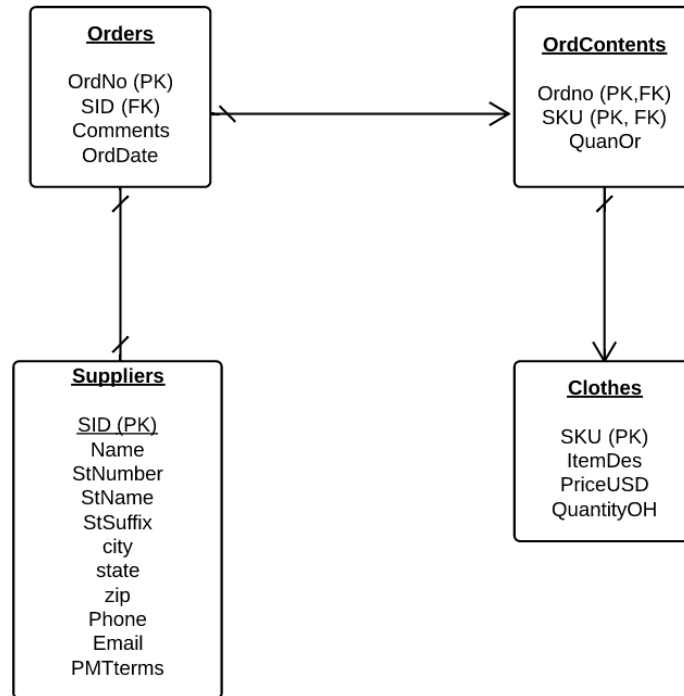 Orders
OrdNo (PK)
SID (FK)
Comments
OrdDate
OrdContents
Ordno (PK,FK)
SKU (PK, FK)
QuanOr
Suppliers
SID (PK)
Name
StNumber
StName
StSuffix
city
state
zip
Phone
Email
PMTterms
Clothes
SKU (PK)
ItemDes
PriceUSD
QuantityOH